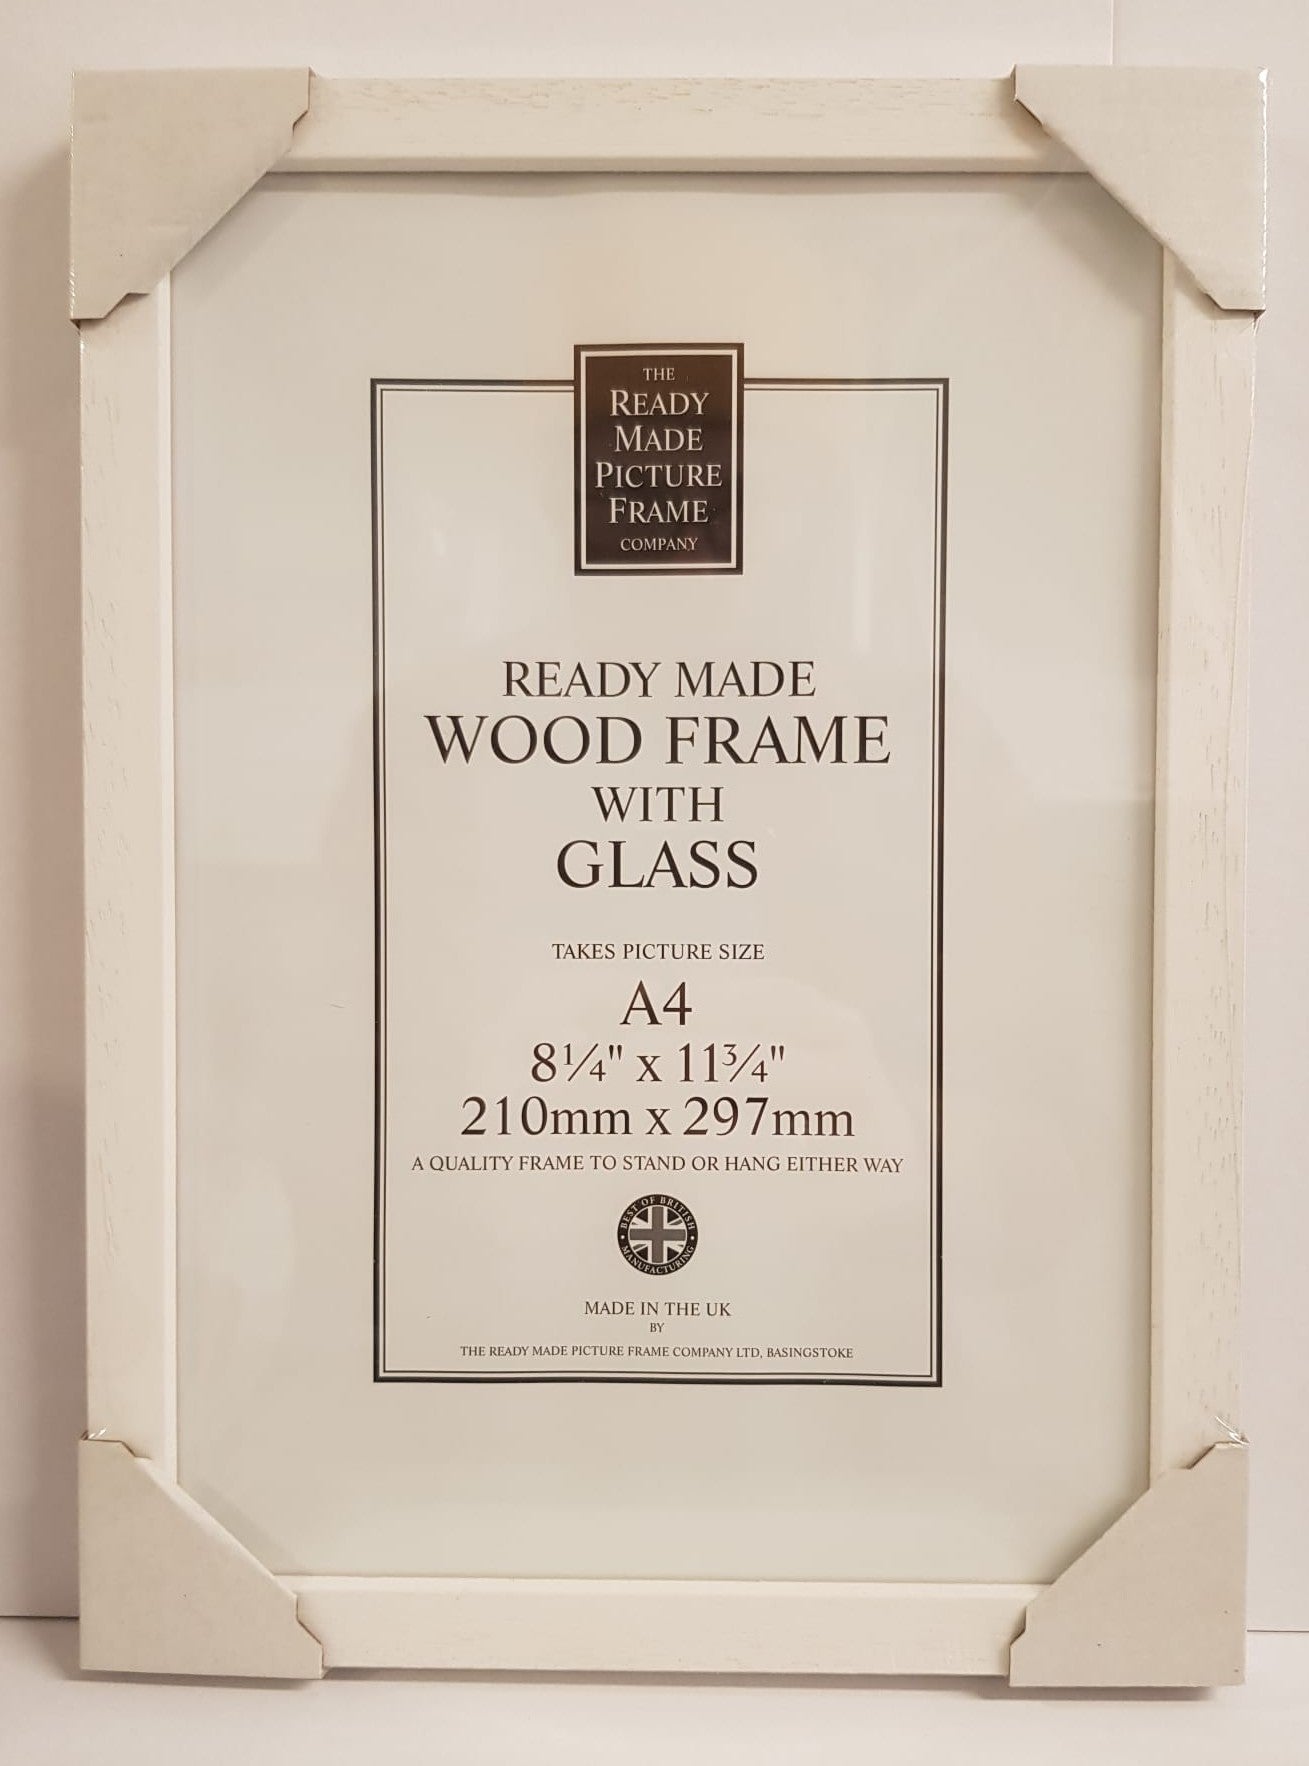 THE
READY
MADE
PICTURE
FRAME
COMPANY
READY MADE
WOOD FRAME
WITH
GLASS
TAKES PICTURE SIZE
A4
8¼" x 11¾"
210mm x 297mm
A QUALITY FRAME TO STAND OR HANG EITHER WAY
BEST OF BRITISH
MANUFACTURING
MADE IN THE UK
BY
THE READY MADE PICTURE FRAME COMPANY LTD, BASINGSTOKE